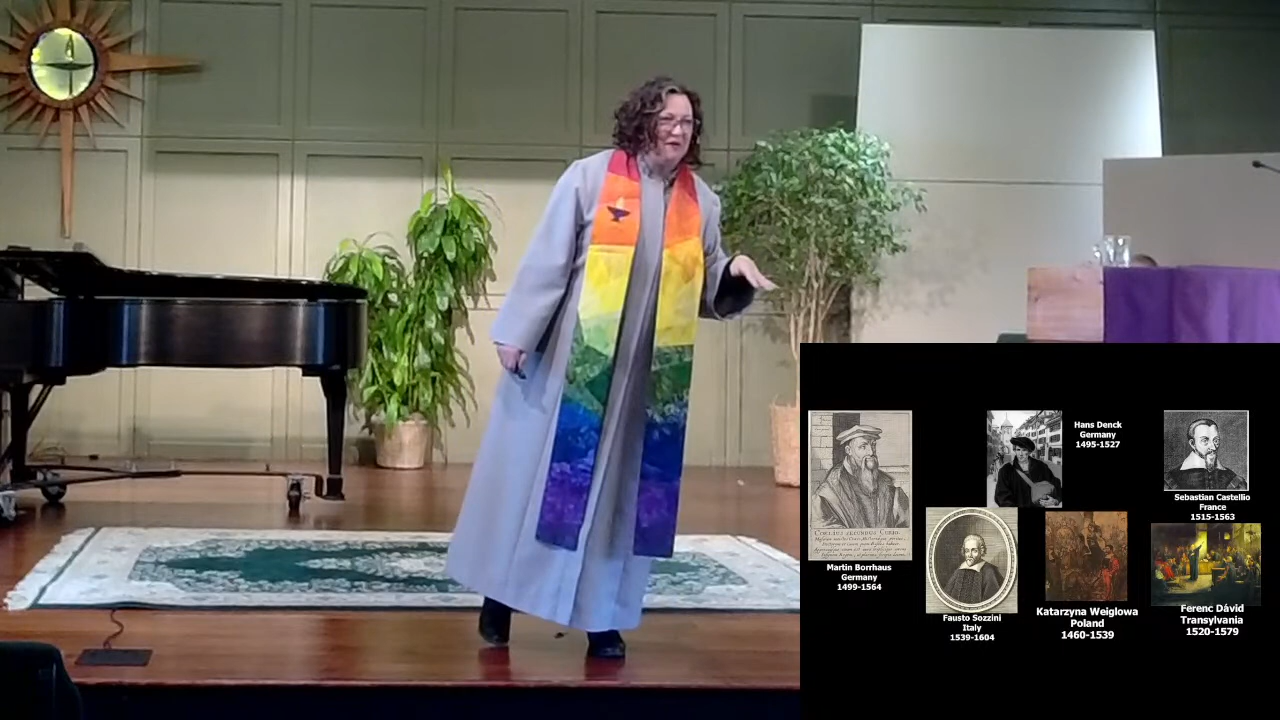 Hans Denck
Germany
1495-1527
Sebastian Castellio
France
1515-1563
Martin Borrhaus
Germany
1499-1564
Fausto Sozzini
Italy
1539-1604
Katarzyna Weiglowa
Poland
1460-1539
Ferenc Dávid
Transylvania
1520-1579